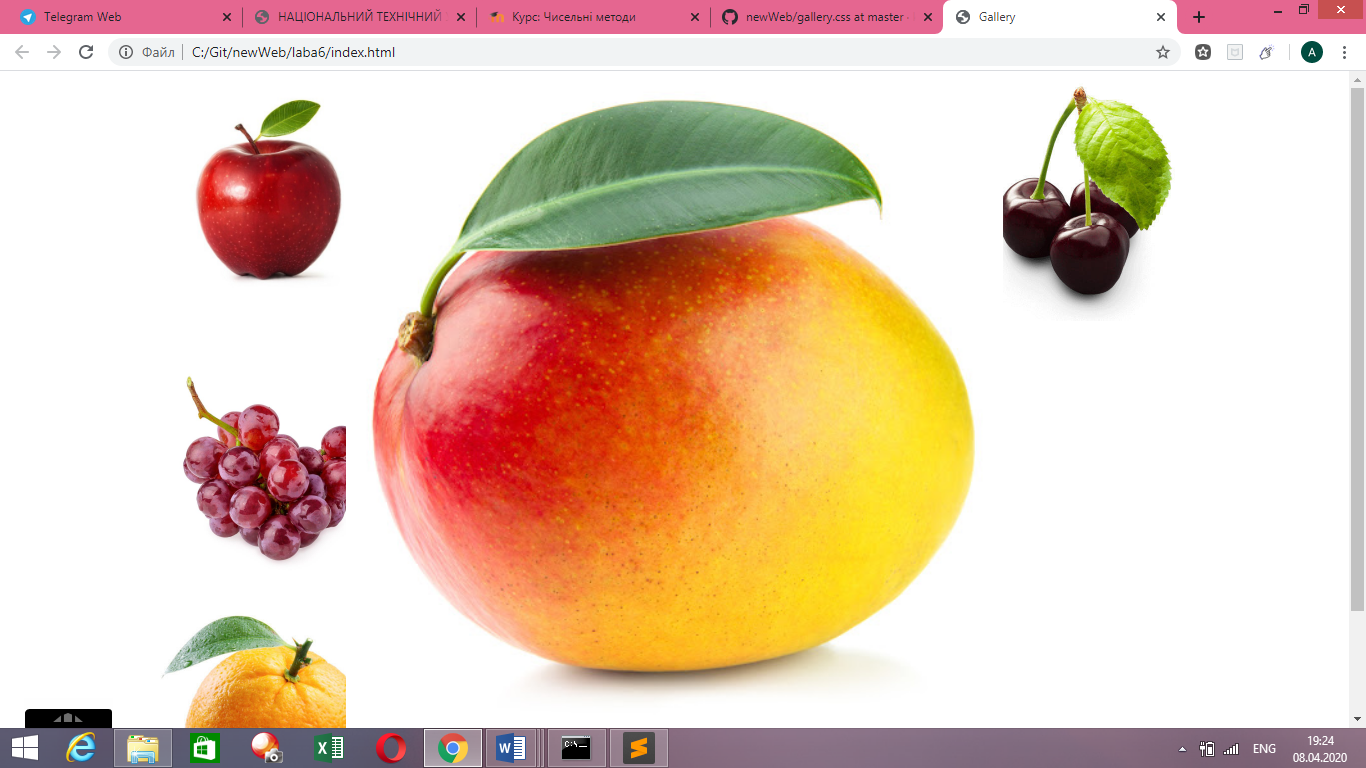 Telegram Web
НАЦІОНАЛЬНИЙ ТЕХНІЧНИЙ
Курс: Чисельні методи
newWeb/gallery.css at master ·
Gallery
Файл
C:/Git/newWeb/laba6/index.html
A
ENG
19:24
08.04.2020